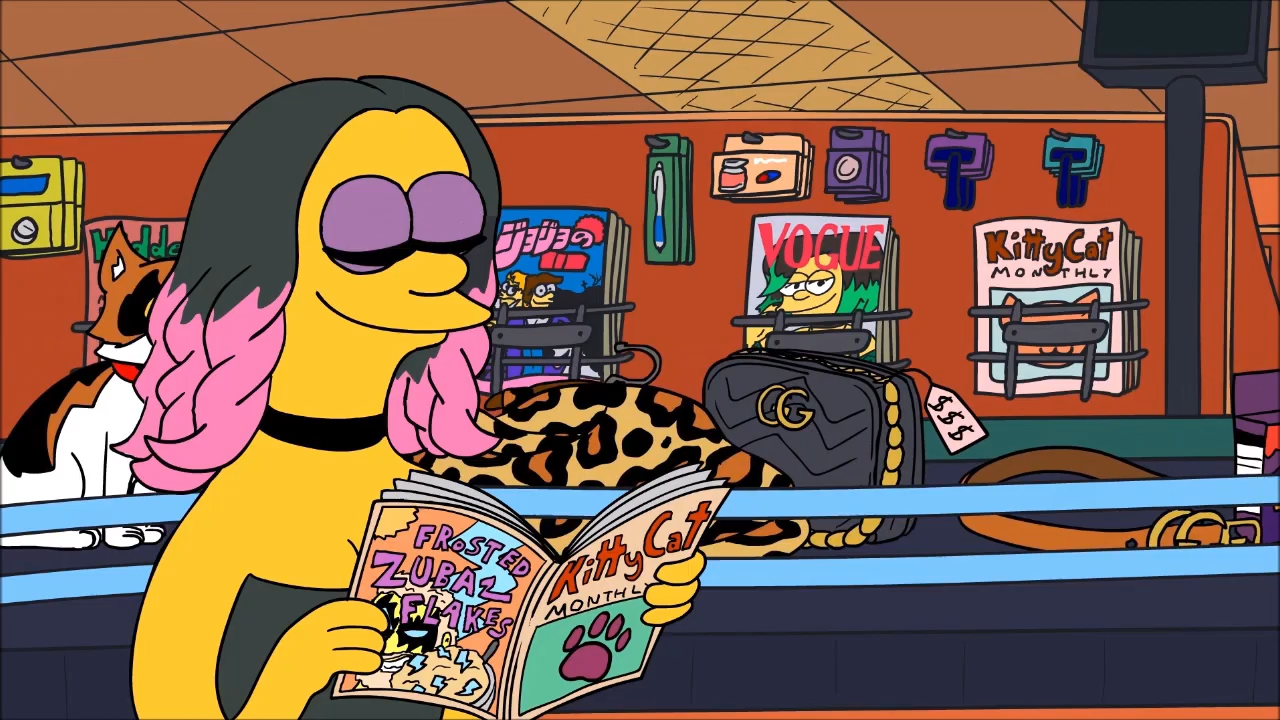 ジョジョの
VOGUE
KittyCat
MONTHLY
GG
$$$
FROSTED
ZUBAZ
FLAKES
KittyCat
MONTHLY